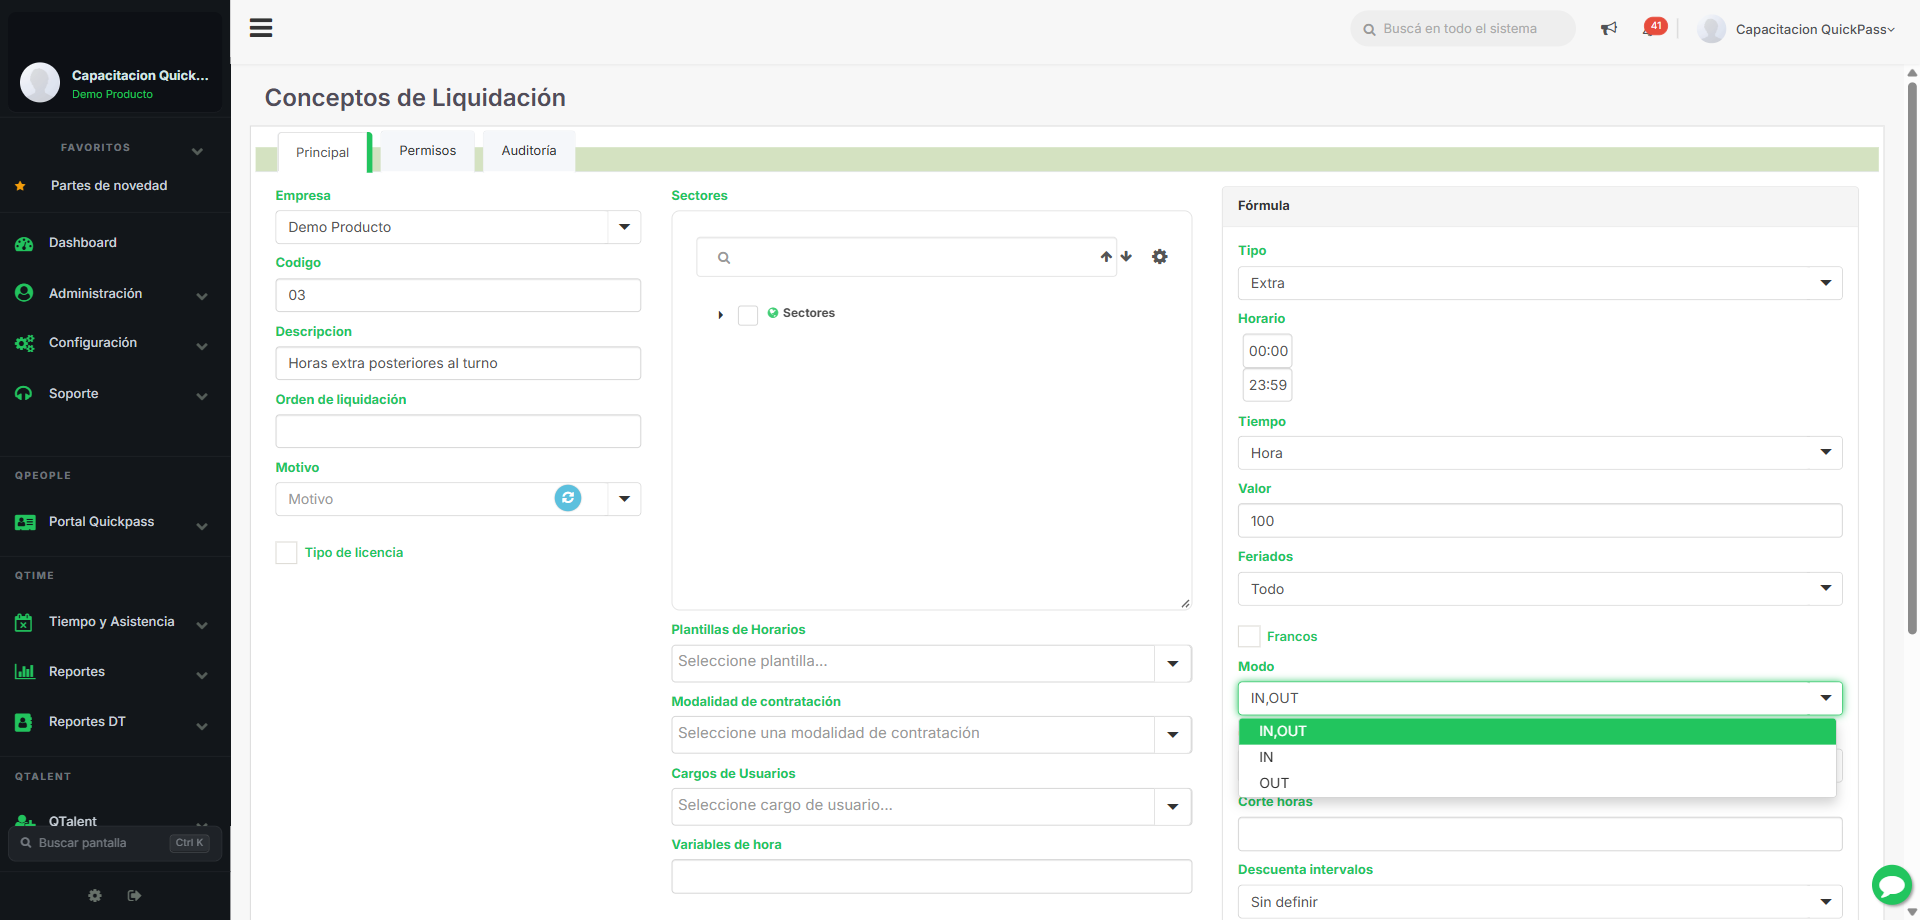 Capacitacion Quick...
Demo Producto
FAVORITOS
Partes de novedad
Dashboard
Administración
Configuración
Soporte
QPEOPLE
Portal Quickpass
QTIME
Tiempo y Asistencia
Reportes
Reportes DT
QTALENT
QTalent
Buscar pantalla
Ctrl K
Buscá en todo el sistema
41
Capacitacion QuickPass
Conceptos de Liquidación
Principal
Permisos
Auditoría
Empresa
Demo Producto
Codigo
03
Descripcion
Horas extra posteriores al turno
Orden de liquidación
Motivo
Motivo
Tipo de licencia
Sectores
Sectores
Plantillas de Horarios
Seleccione plantilla...
Modalidad de contratación
Seleccione una modalidad de contratación
Cargos de Usuarios
Seleccione cargo de usuario...
Variables de hora
Fórmula
Tipo
Extra
Horario
00:00
23:59
Tiempo
Hora
Valor
100
Feriados
Todo
Francos
Modo
IN,OUT
IN,OUT
IN
OUT
Corte horas
Descuenta intervalos
Sin definir